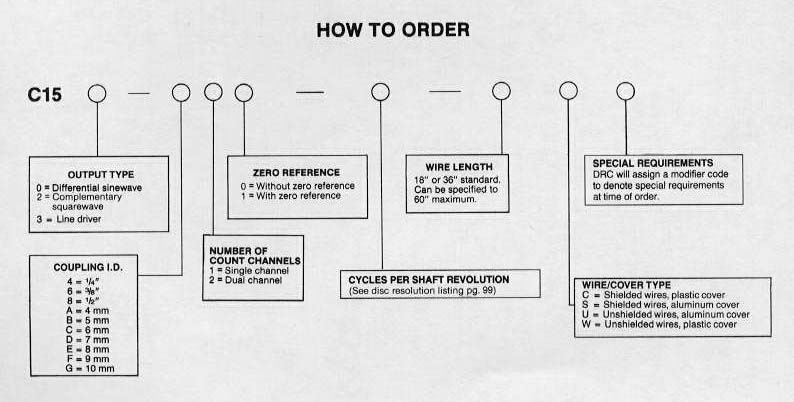 HOW TO ORDER
C15
OUTPUT TYPE
0 = Differential sinewave
2 = Complementary
squarewave
3 = Line driver
ZERO REFERENCE
0 = Without zero reference
1 = With zero reference
WIRE LENGTH
18" or 36" standard.
Can be specified to
60" maximum.
SPECIAL REQUIREMENTS
DRC will assign a modifier code
to denote special requirements
at time of order.
NUMBER OF
COUNT CHANNELS
1 = Single channel
2 = Dual channel
COUPLING I.D.
4 = 1/4"
6 = 3/8"
8 = 1/2"
A = 4 mm
B = 5 mm
C = 6 mm
D = 7 mm
E = 8 mm
F = 9 mm
G = 10 mm
CYCLES PER SHAFT REVOLUTION
(See disc resolution listing pg. 99)
WIRE/COVER TYPE
C = Shielded wires, plastic cover
S = Shielded wires, aluminum cover
U = Unshielded wires, aluminum cover
W = Unshielded wires, plastic cover